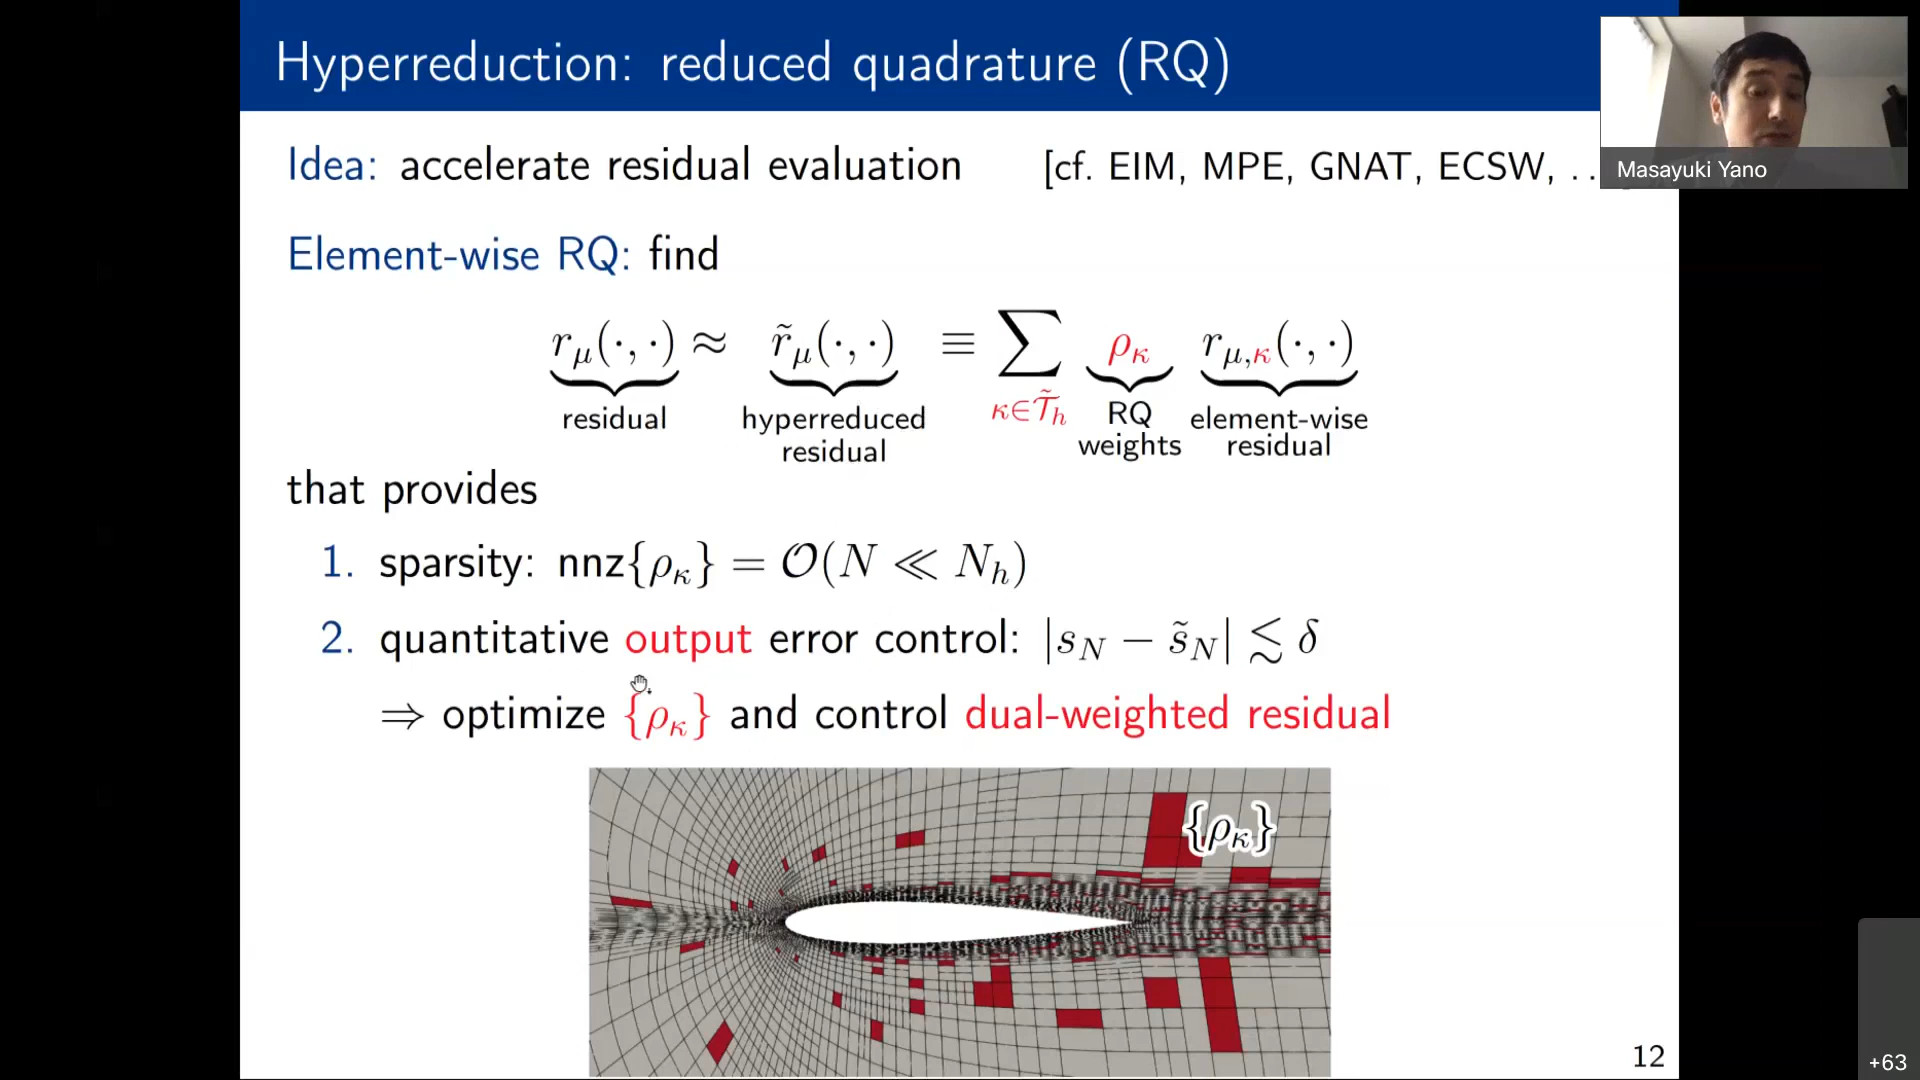 Hyperreduction: reduced quadrature (RQ)
Idea: accelerate residual evaluation [cf. EIM, MPE, GNAT, ECSW, . .
Masayuki Yano
Element-wise RQ: find
r_μ(·, ·) ≈ r̃_μ(·, ·) ≡ ∑_{κ∈T̃_h} ρ_κ r_{μ,κ}(·, ·)
residual hyperreduced residual RQ weights element-wise residual
that provides
1. sparsity: nnz{ρ_κ} = O(N ≪ N_h)
2. quantitative output error control: |s_N − s̃_N| ≲ δ
⇒ optimize {ρ_κ} and control dual-weighted residual
{ρ_κ}
12
+63